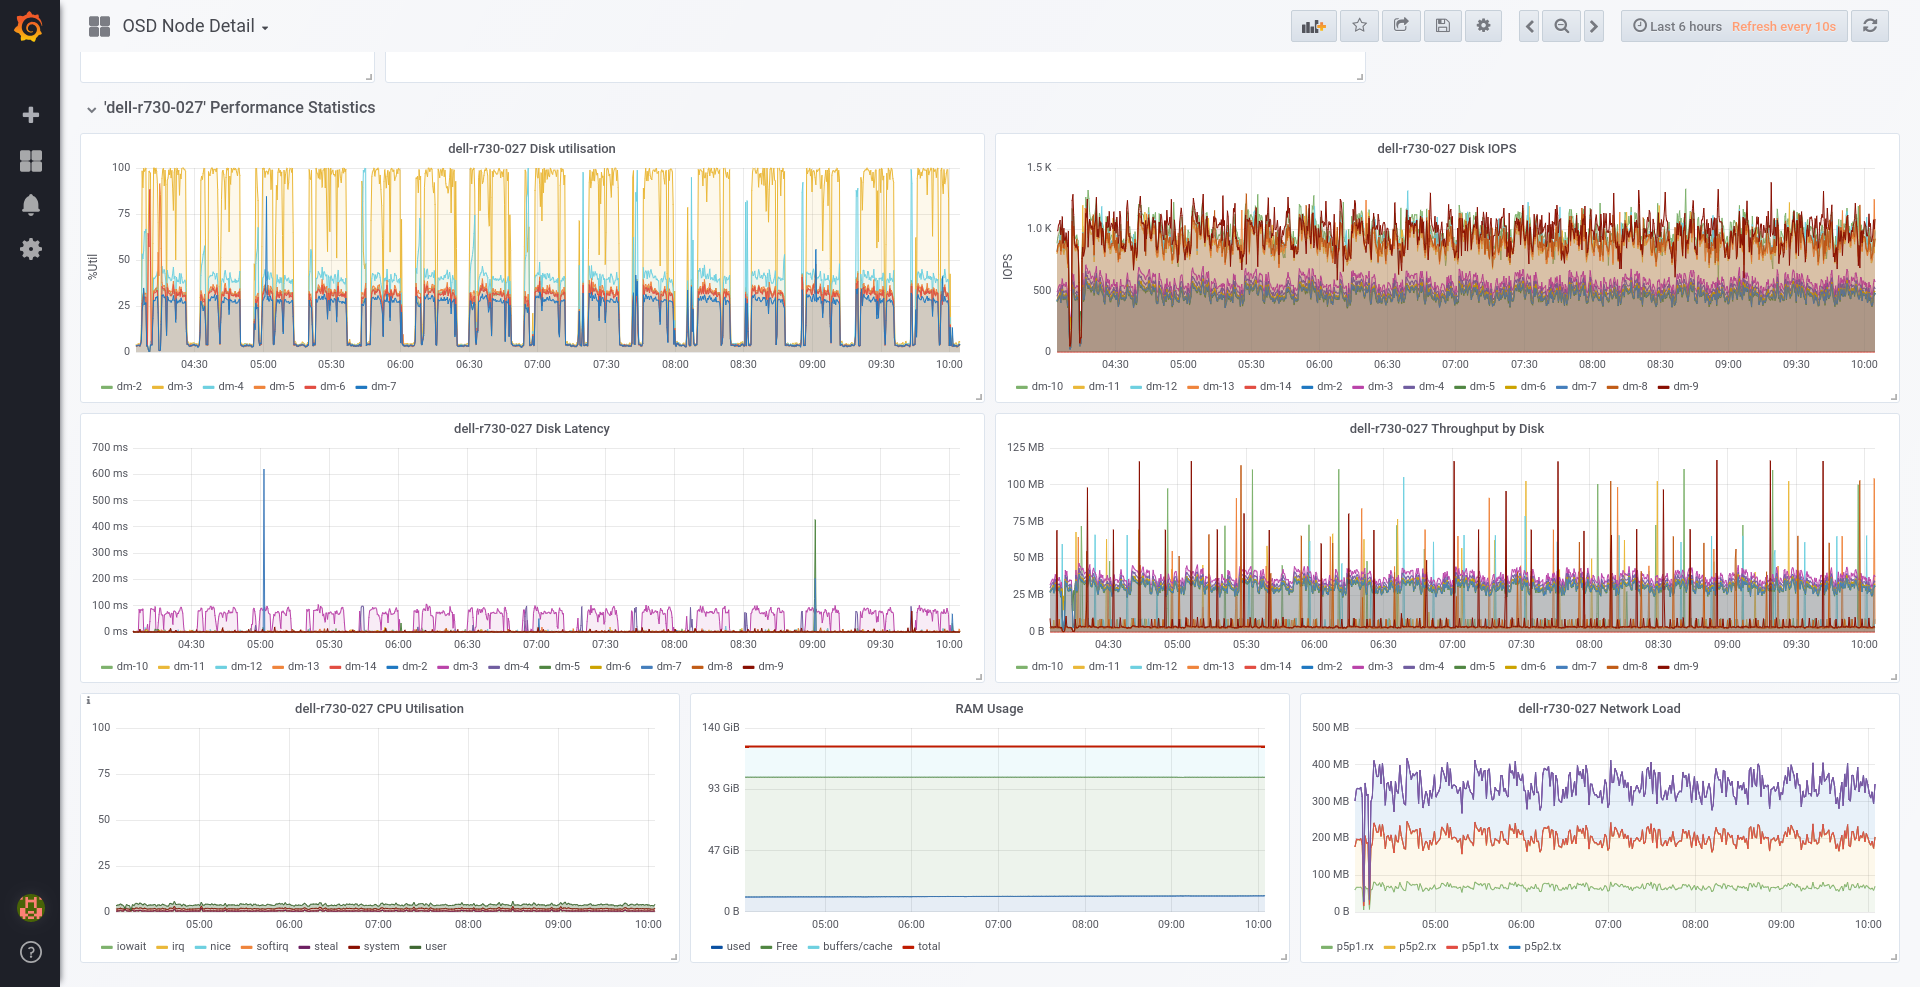 OSD Node Detail
Last 6 hours Refresh every 10s
'dell-r730-027' Performance Statistics
dell-r730-027 Disk utilisation
%Util
100
75
50
25
0
04:30 05:00 05:30 06:00 06:30 07:00 07:30 08:00 08:30 09:00 09:30 10:00
dm-2 dm-3 dm-4 dm-5 dm-6 dm-7
dell-r730-027 Disk IOPS
IOPS
1.5 K
1.0 K
500
0
04:30 05:00 05:30 06:00 06:30 07:00 07:30 08:00 08:30 09:00 09:30 10:00
dm-10 dm-11 dm-12 dm-13 dm-14 dm-2 dm-3 dm-4 dm-5 dm-6 dm-7 dm-8 dm-9
dell-r730-027 Disk Latency
700 ms
600 ms
500 ms
400 ms
300 ms
200 ms
100 ms
0 ms
04:30 05:00 05:30 06:00 06:30 07:00 07:30 08:00 08:30 09:00 09:30 10:00
dm-10 dm-11 dm-12 dm-13 dm-14 dm-2 dm-3 dm-4 dm-5 dm-6 dm-7 dm-8 dm-9
dell-r730-027 Throughput by Disk
125 MB
100 MB
75 MB
50 MB
25 MB
0 B
04:30 05:00 05:30 06:00 06:30 07:00 07:30 08:00 08:30 09:00 09:30 10:00
dm-10 dm-11 dm-12 dm-13 dm-14 dm-2 dm-3 dm-4 dm-5 dm-6 dm-7 dm-8 dm-9
i
dell-r730-027 CPU Utilisation
100
75
50
25
0
05:00 06:00 07:00 08:00 09:00 10:00
iowait irq nice softirq steal system user
RAM Usage
140 GiB
93 GiB
47 GiB
0 B
05:00 06:00 07:00 08:00 09:00 10:00
used Free buffers/cache total
dell-r730-027 Network Load
500 MB
400 MB
300 MB
200 MB
100 MB
0 B
05:00 06:00 07:00 08:00 09:00 10:00
p5p1.rx p5p2.rx p5p1.tx p5p2.tx
?